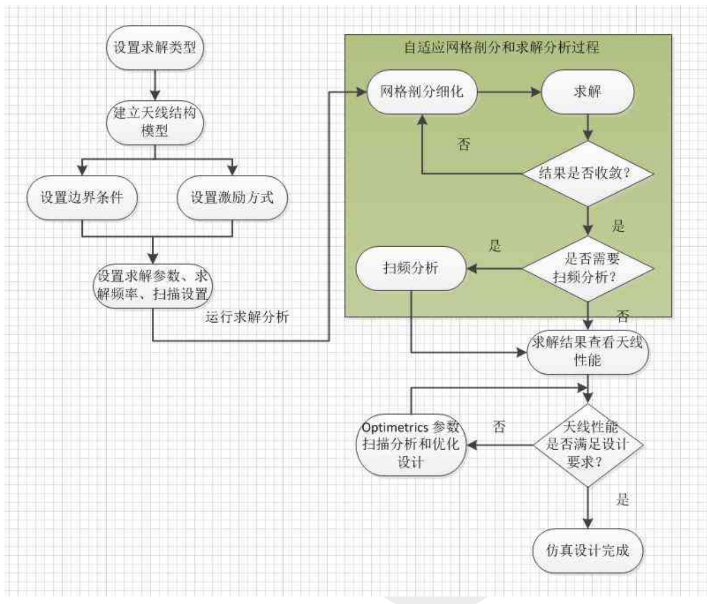 设置求解类型
建立天线结构
模型
设置边界条件
设置激励方式
设置求解参数、求
解频率、扫描设置
运行求解分析
自适应网格剖分和求解分析过程
网格剖分细化
求解
否
结果是否收敛?
是
是否需要
扫频分析?
是
扫频分析
否
求解结果查看天线
性能
天线性能
是否满足设计
要求?
否
Optimetrics 参数
扫描分析和优化
设计
是
仿真设计完成